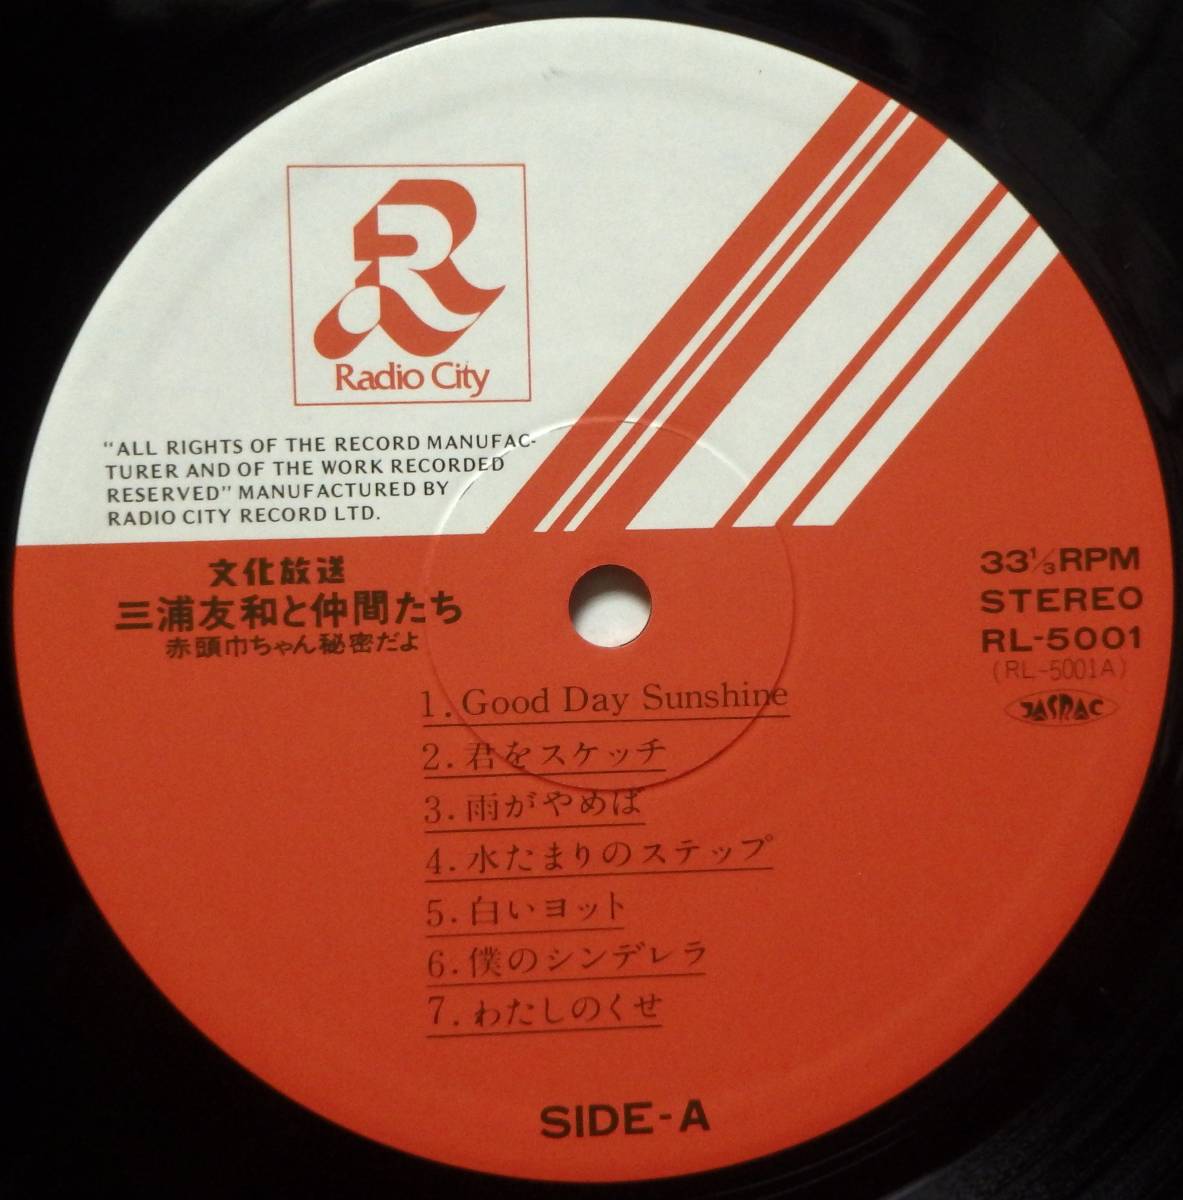 Radio City
"ALL RIGHTS OF THE RECORD MANUFAC-
TURER AND OF THE WORK RECORDED
RESERVED" MANUFACTURED BY
RADIO CITY RECORD LTD.
文化放送
三浦友和と仲間たち
赤頭巾ちゃん秘密だよ
33⅓RPM
STEREO
RL-5001
(RL-5001A)
JASRAC
1. Good Day Sunshine
2. 君をスケッチ
3. 雨がやめば
4. 水たまりのステップ
5. 白いヨット
6. 僕のシンデレラ
7. わたしのくせ
SIDE-A